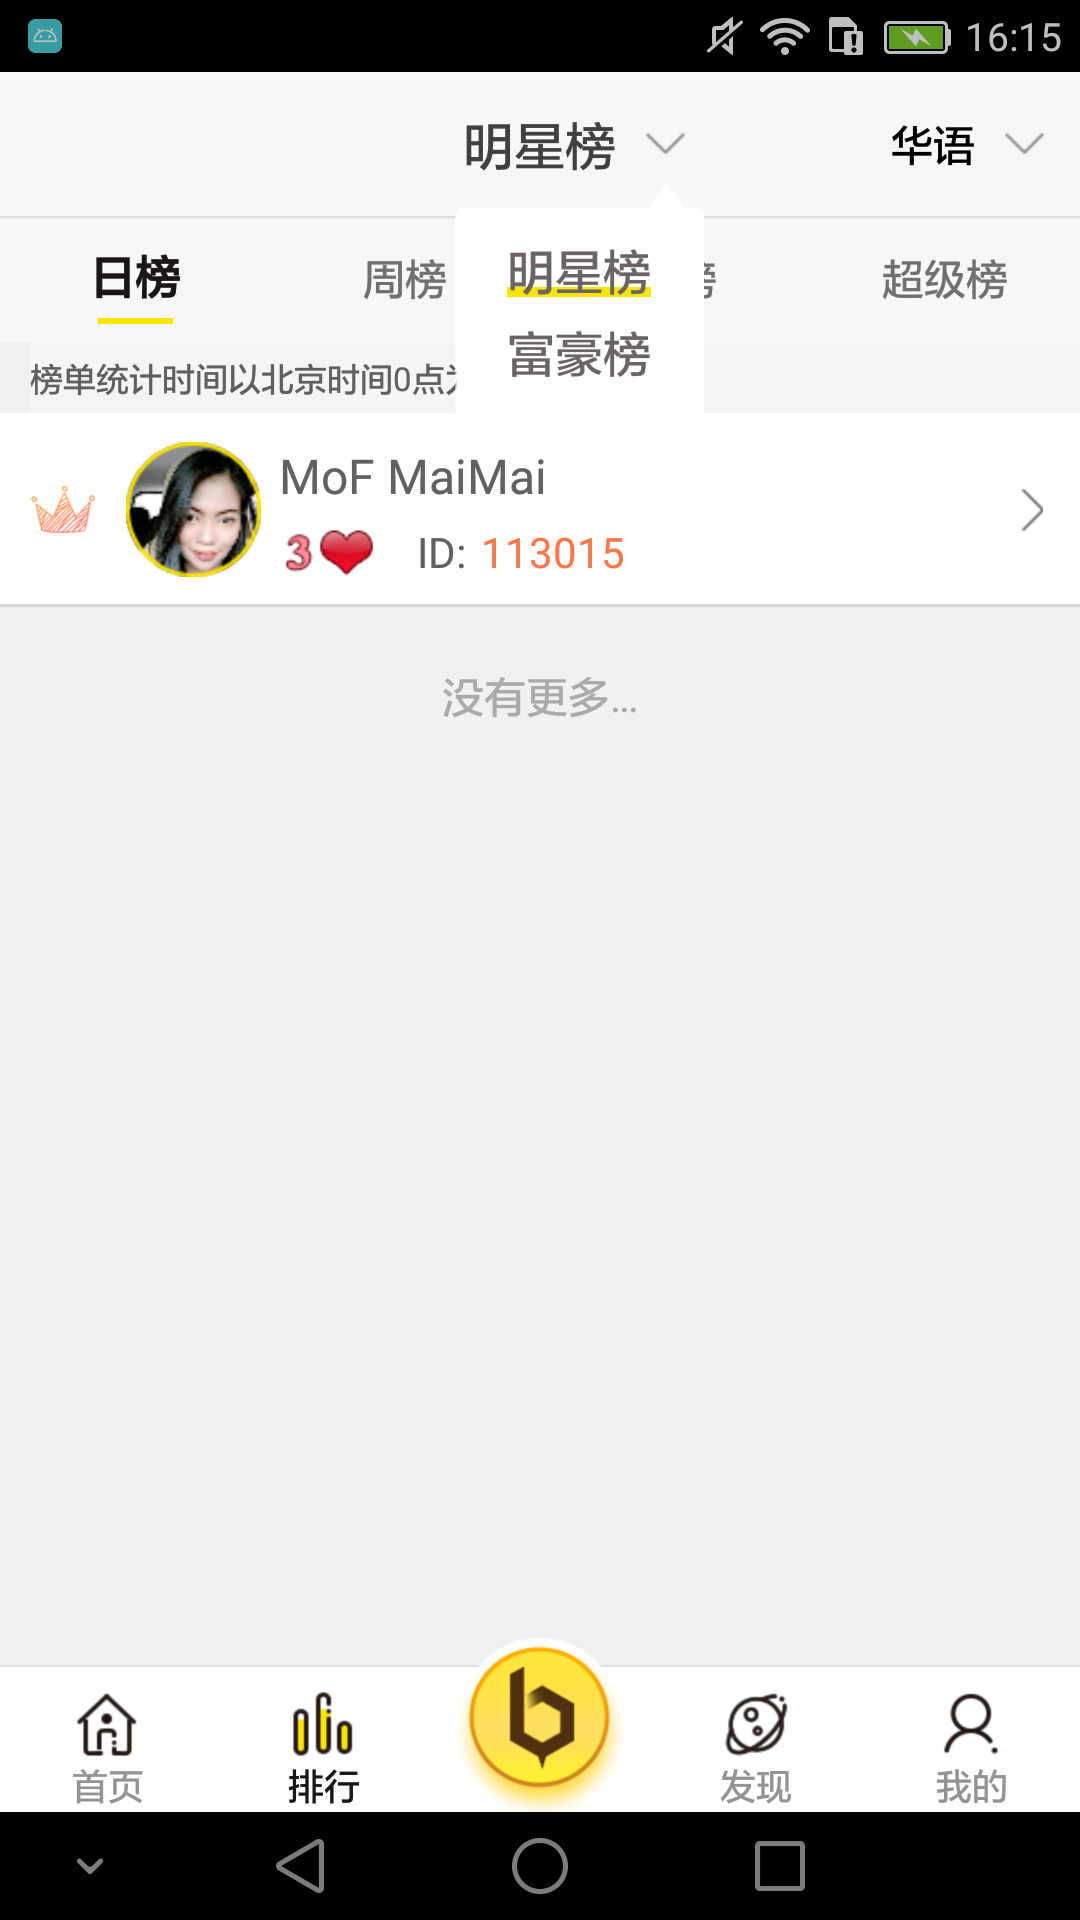 16:15
明星榜 华语
日榜 周榜 榜 超级榜
明星榜
富豪榜
榜单统计时间以北京时间0点
MoF MaiMai
3 ID: 113015
没有更多...
首页 排行 发现 我的